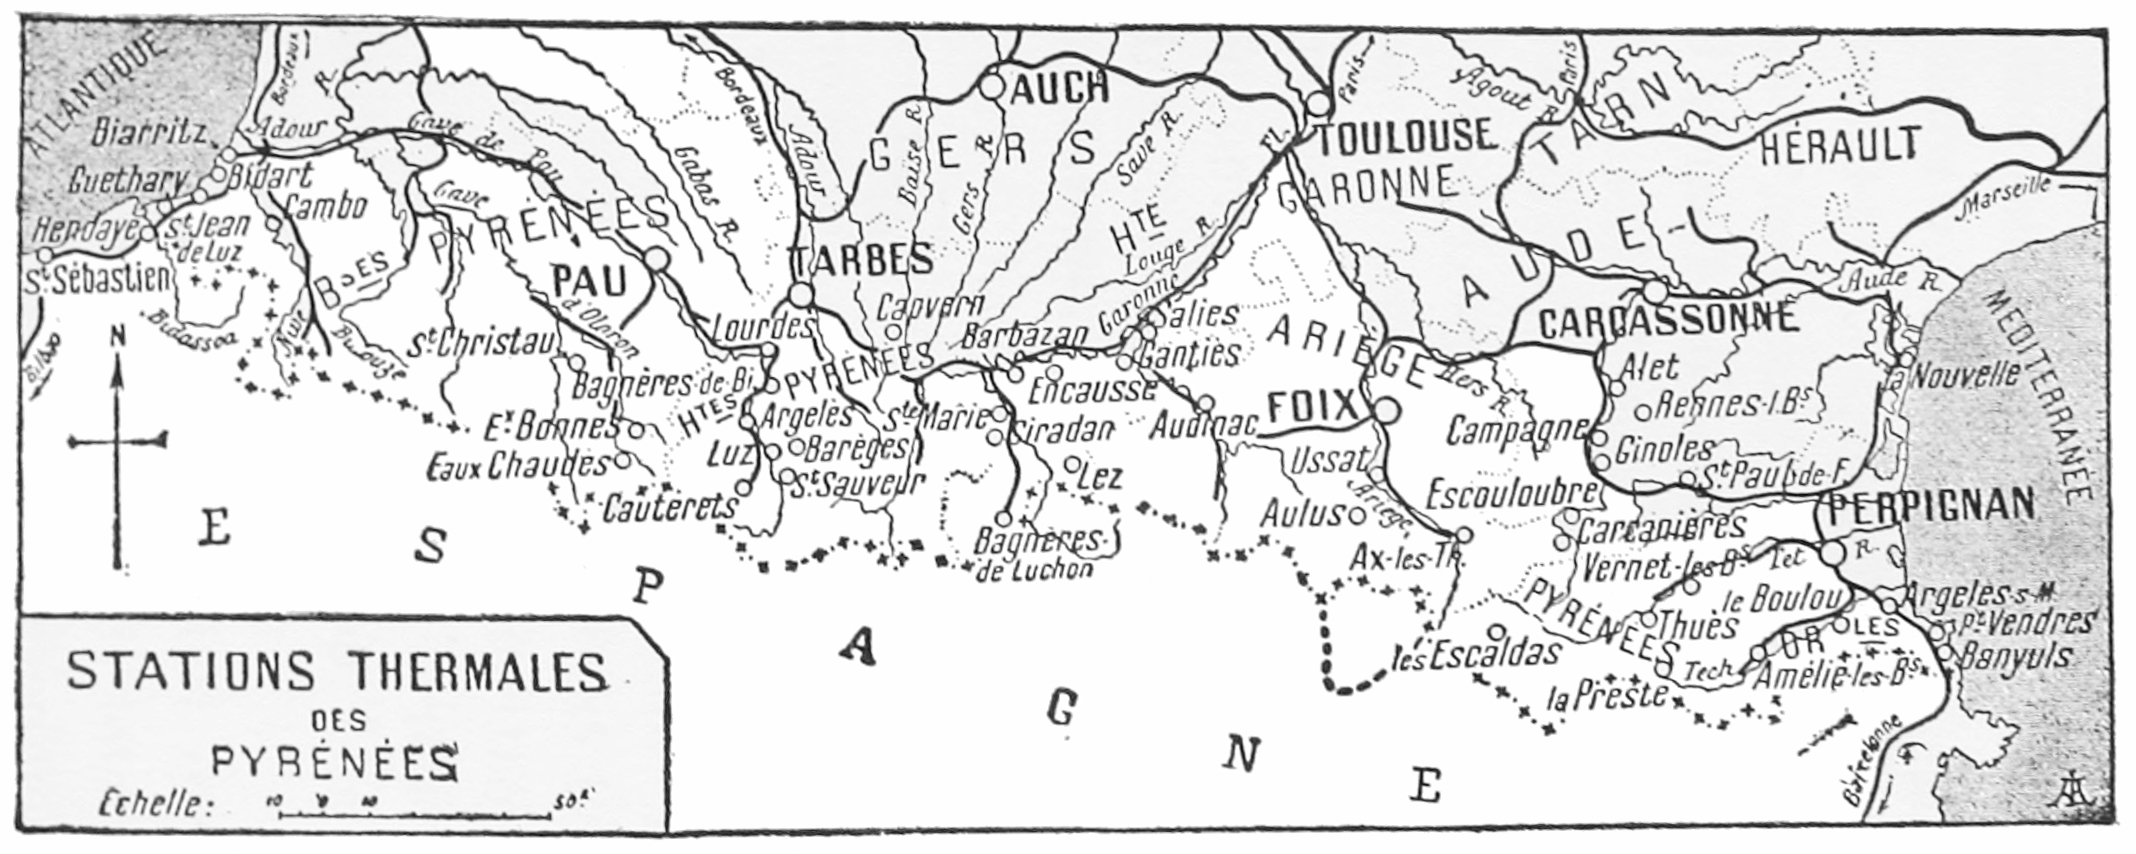 ATLANTIQUE
Bordeaux
R.
Adour
Biarritz
Guethary
Bidart
Cambo
Hendaye
St Jean
de Luz
St Sébastien
Bidassoa
Nive
Bidouze
Bilbao
N
Gave de Pau
Gave
d'Oloron
Gabas R.
Bordeaux
Adour
BSES PYRÉNÉES
PAU
TARBES
AUCH
GERS
Baïse R.
Gers R.
Save R.
HTE GARONNE
Louge R.
Garonne
Fl.
TOULOUSE
Paris
Agout R.
Paris
TARN
HÉRAULT
Marseille
AUDE
Aude R.
MÉDITERRANÉE
CARCASSONNE
la Nouvelle
Lourdes
Capvern
Barbazan
Salies
Ganties
Encausse
St Christau
Bagnères-de-Bi.
HTES PYRÉNÉES
Argelès
Ste Marie
Siradan
Audinac
FOIX
ARIÈGE
Hers R.
Alet
Rennes-l.Bs
Campagne
Ginoles
St Paul-de-F.
Ex Bonnes
Eaux Chaudes
Luz
Barèges
St Sauveur
Cauterets
Lez
Bagnères-
de Luchon
Ussat
Ariège
Aulus
Ax-les-Th.
Escouloubre
Carcanières
PERPIGNAN
Vernet-les-Bs
Tet R.
le Boulou
Argelès-s-M
Pt Vendres
Banyuls
Thuès
PYRÉNÉES ORLES
les Escaldas
Tech
Amélie-les-Bs
la Preste
Barcelonne
ESPAGNE
STATIONS THERMALES
DES
PYRÉNÉES
Echelle:
10 0 10 50K